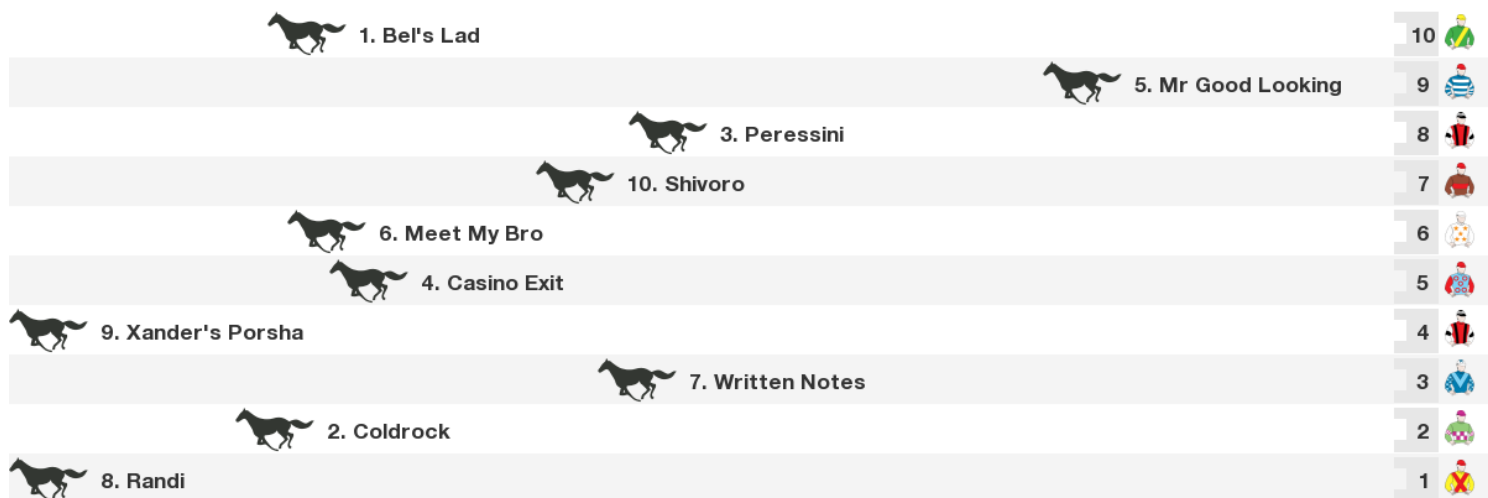 1. Bel's Lad 10
5. Mr Good Looking 9
3. Peressini 8
10. Shivoro 7
6. Meet My Bro 6
4. Casino Exit 5
9. Xander's Porsha 4
7. Written Notes 3
2. Coldrock 2
8. Randi 1